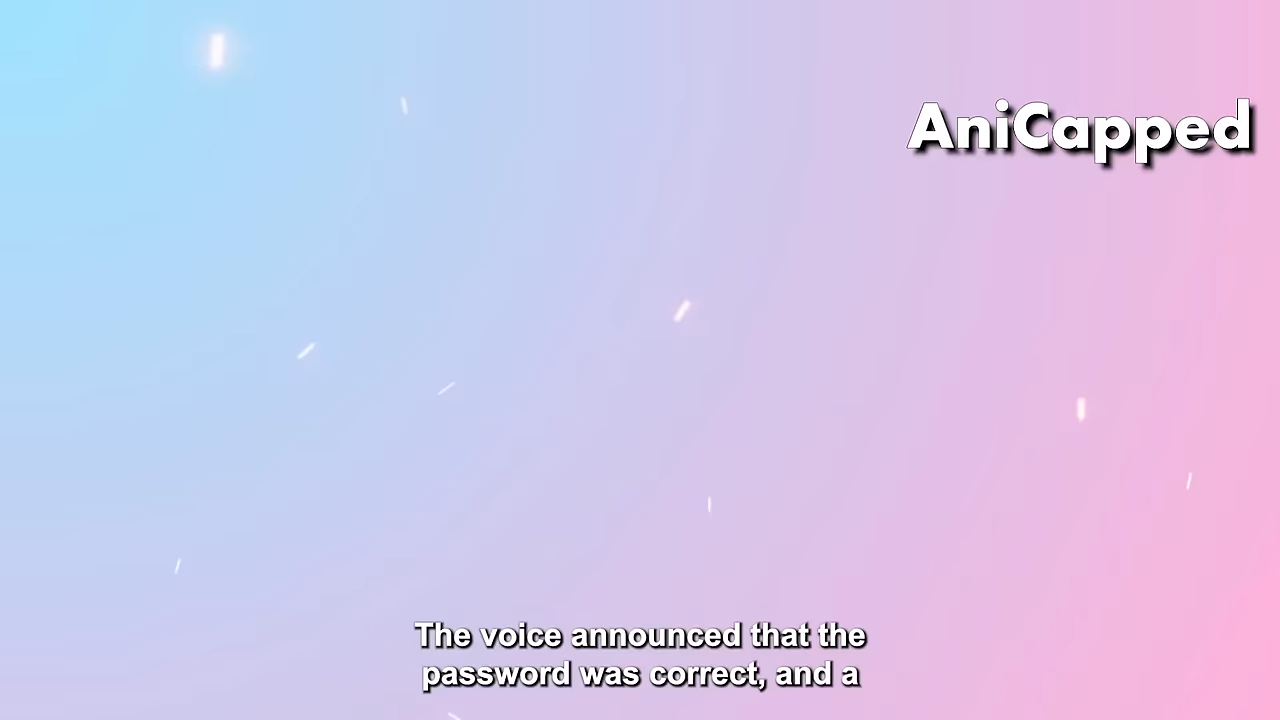 AniCapped
The voice announced that the
password was correct, and a